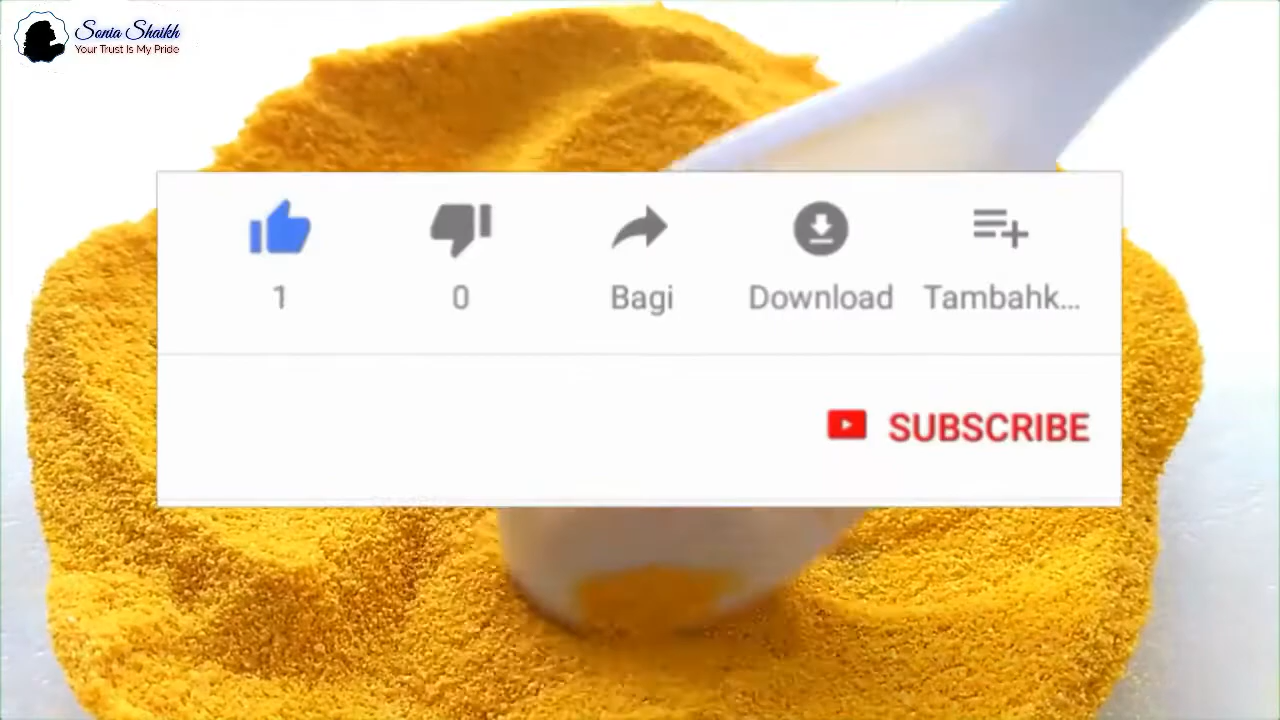 Sonia Shaikh
Your Trust Is My Pride
1
0
Bagi
Download
Tambahk...
SUBSCRIBE